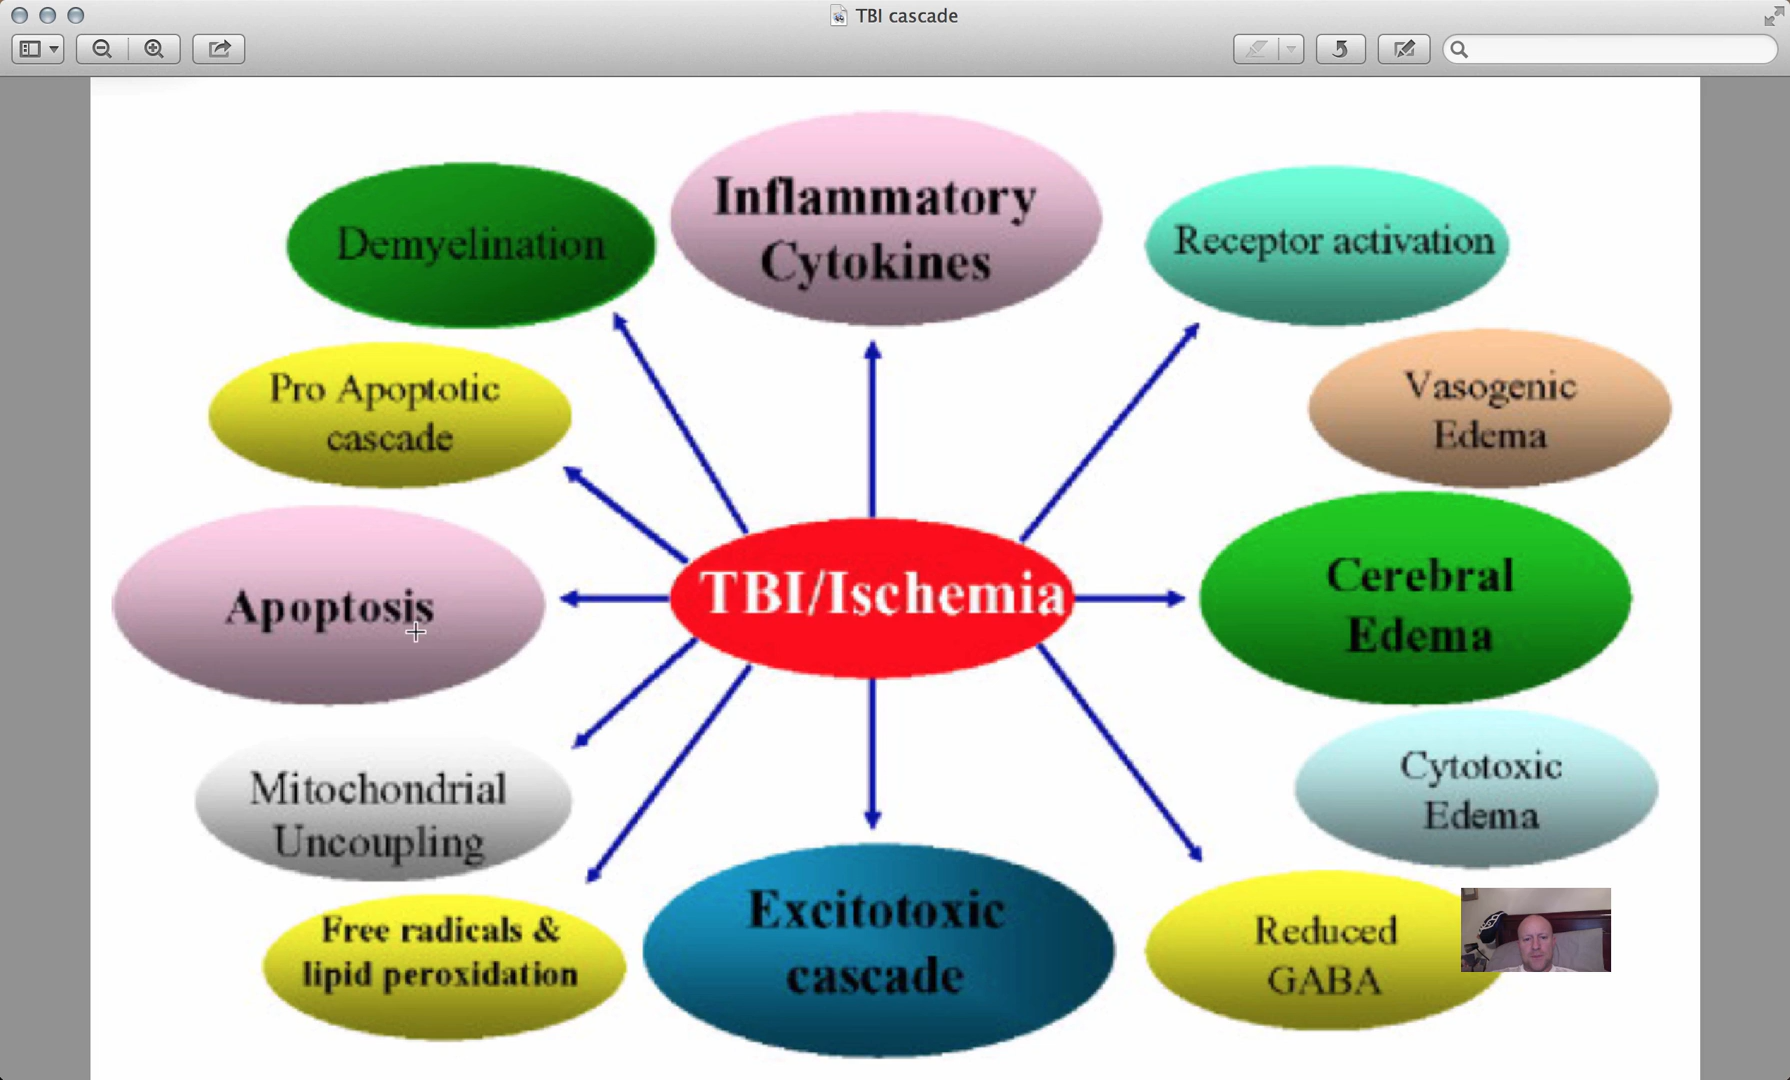 TBI cascade
Inflammatory
Cytokines
Demyelination
Receptor activation
Pro Apoptotic
cascade
Vasogenic
Edema
Apoptosis
TBI/Ischemia
Cerebral
Edema
Mitochondrial
Uncoupling
Cytotoxic
Edema
Free radicals &
lipid peroxidation
Excitotoxic
cascade
Reduced
GABA